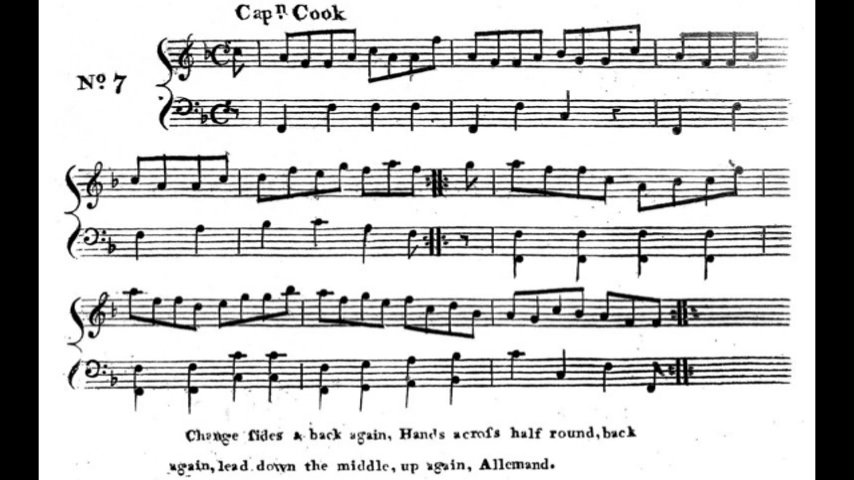 Capⁿ. Cook
Nº. 7
Change ſides & back again, Hands acroſs half round, back
again, lead down the middle, up again, Allemand.